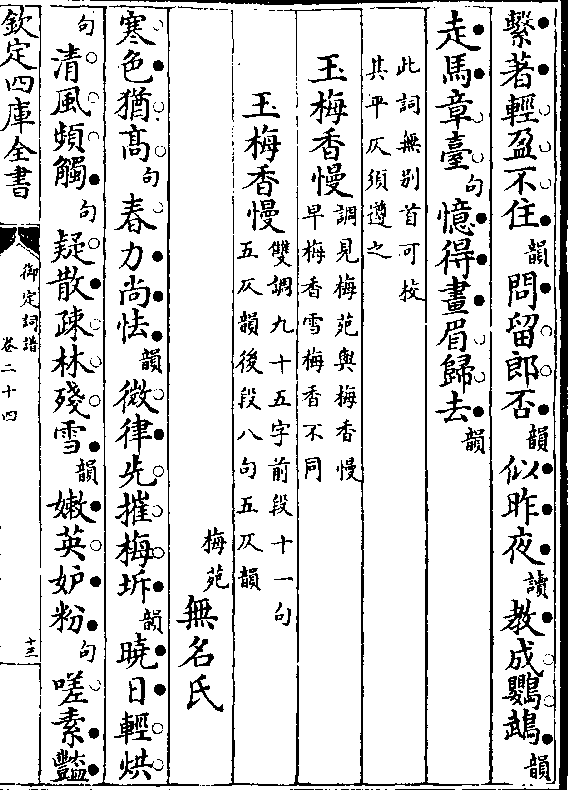 繫著輕盈不住韻問留郎否韻似昨夜讀教成鸚鵡韻
走馬章臺句憶得畫眉歸去韻
此詞無别首可挍
其平仄須遵之
玉梅香慢調見梅苑與梅香慢
早梅香雪梅香不同
玉梅香慢雙調九十五字前段十一句
五仄韻後段八句五仄韻
梅苑無名氏
寒色猶高句春力尚怯韻微律先摧梅坼韻曉日輕烘
句清風頻觸句疑散疎林殘雪韻嫩英妒粉句嗟素豔
欽定四庫全書
御定詞譜
卷二十四
十三